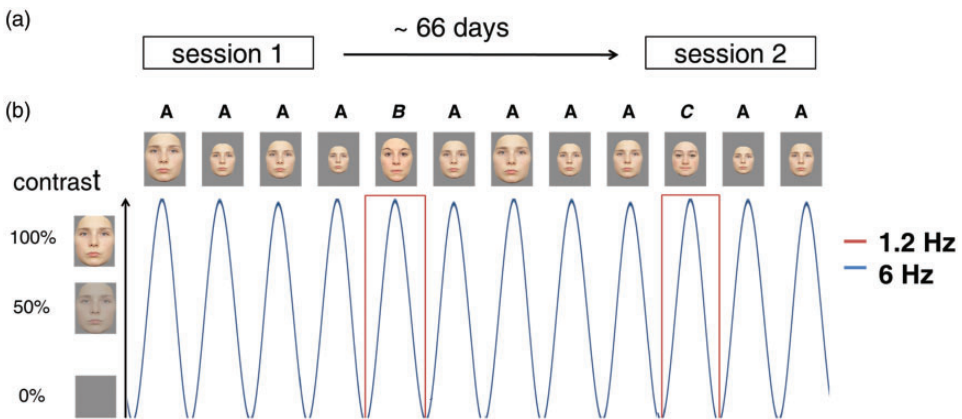 (a)
~ 66 days
session 1
session 2
(b)
A A A A B A A A A C A A
contrast
100%
50%
0%
1.2 Hz
6 Hz